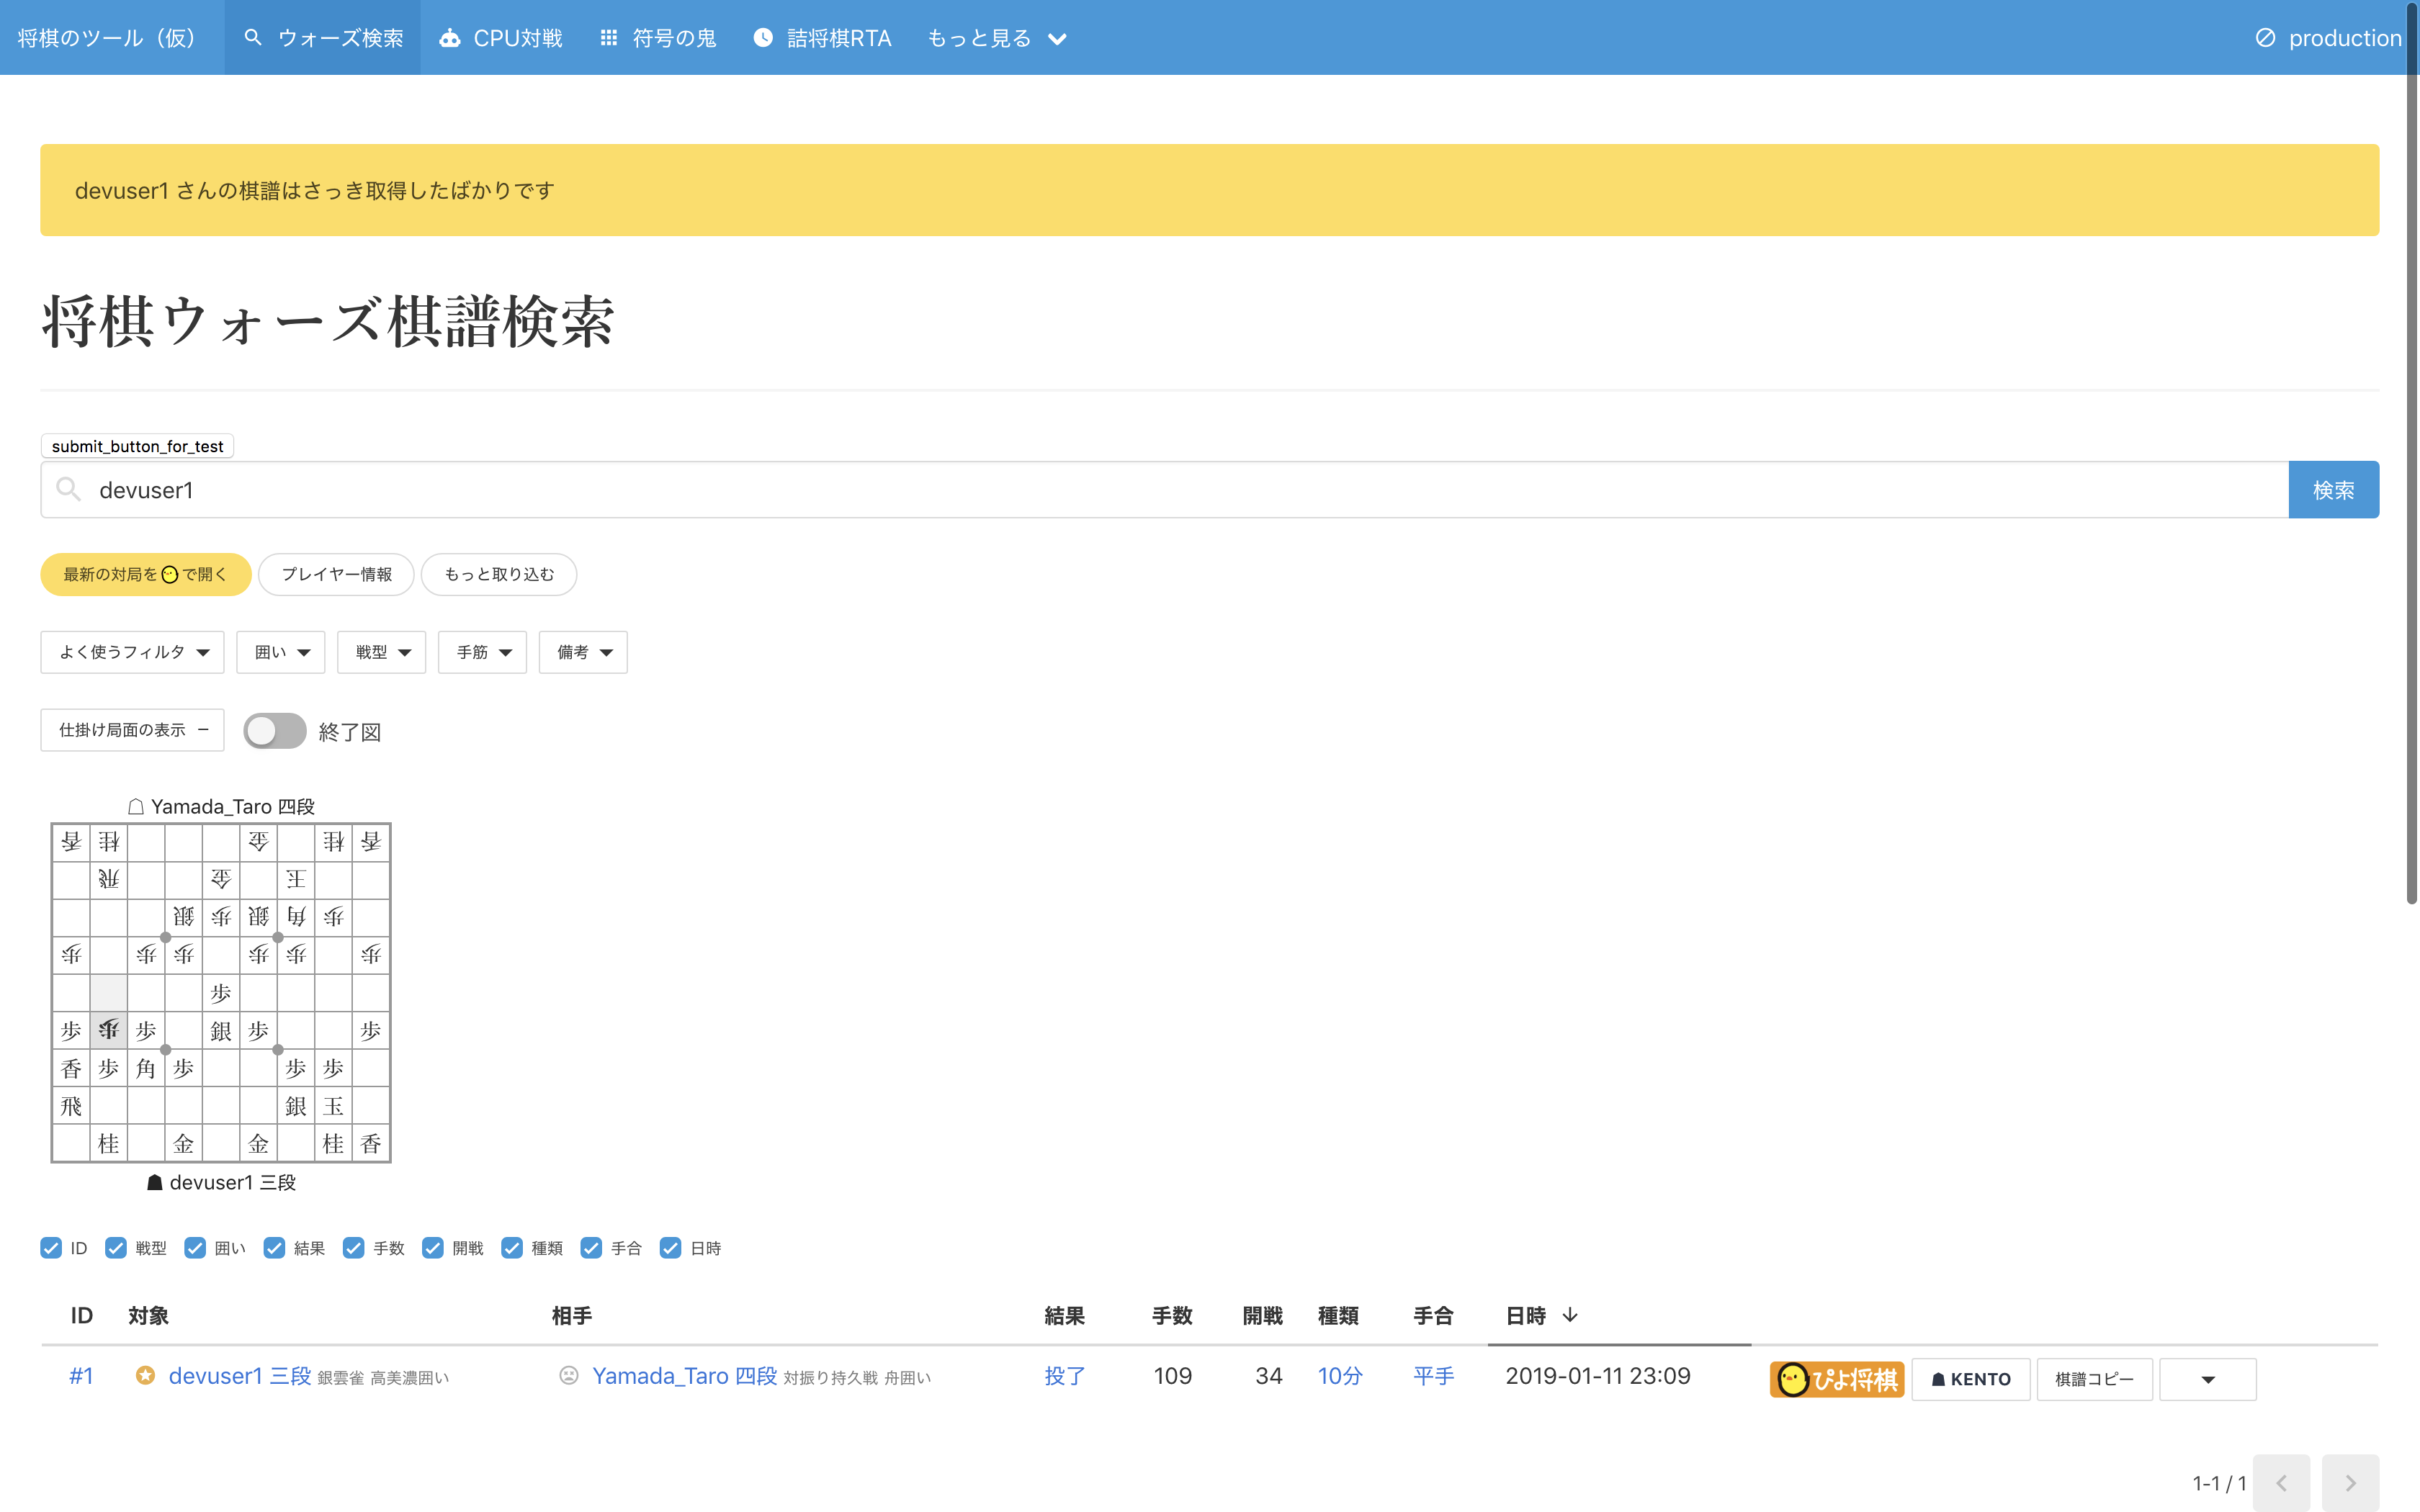 将棋のツール（仮） ウォーズ検索 CPU対戦 符号の鬼 詰将棋RTA もっと見る production
devuser1 さんの棋譜はさっき取得したばかりです
将棋ウォーズ棋譜検索
submit_button_for_test
devuser1 検索
最新の対局を で開く プレイヤー情報 もっと取り込む
よく使うフィルタ 囲い 戦型 手筋 備考
仕掛け局面の表示 終了図
☖ Yamada_Taro 四段
香 桂 金 桂 香
飛 金 王
銀 歩 銀 角 歩
歩 歩 歩 歩 歩 歩
歩
歩 歩 歩 銀 歩 歩
香 歩 角 歩 歩 歩
飛 銀 玉
桂 金 金 桂 香
☗ devuser1 三段
ID 戦型 囲い 結果 手数 開戦 種類 手合 日時
ID 対象 相手 結果 手数 開戦 種類 手合 日時
#1 devuser1 三段 銀雲雀 高美濃囲い Yamada_Taro 四段 対振り持久戦 舟囲い 投了 109 34 10分 平手 2019-01-11 23:09 ぴよ将棋 ☗ KENTO 棋譜コピー
1-1 / 1